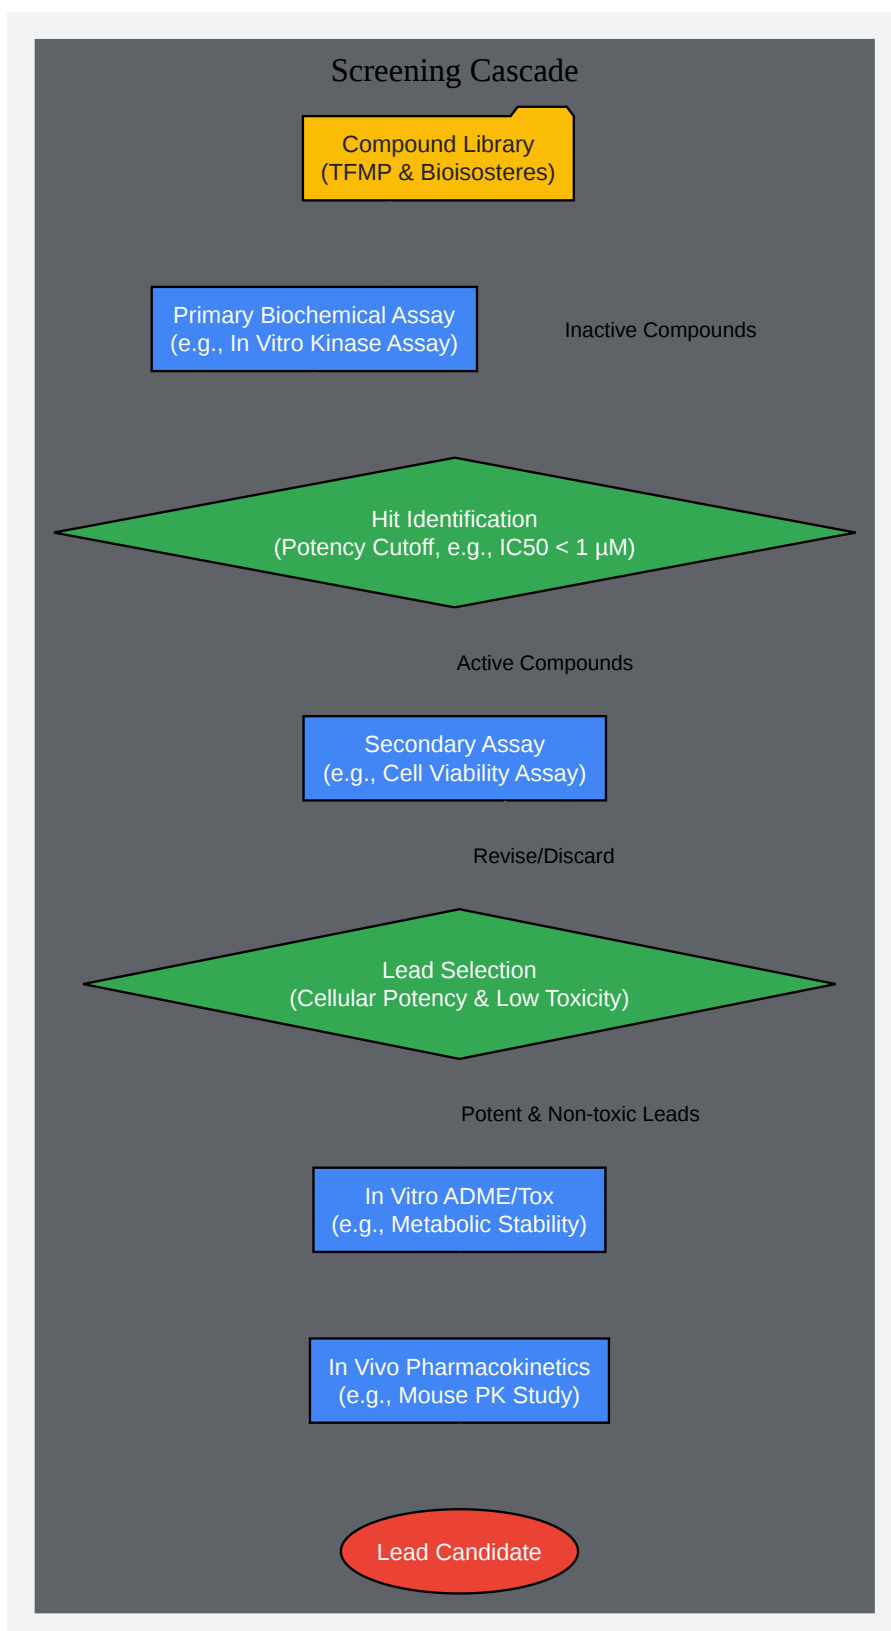 Screening Cascade
Compound Library
(TFMP & Bioisosteres)
Primary Biochemical Assay
(e.g., In Vitro Kinase Assay)
Inactive Compounds
Hit Identification
(Potency Cutoff, e.g., IC50 < 1 µM)
Active Compounds
Secondary Assay
(e.g., Cell Viability Assay)
Revise/Discard
Lead Selection
(Cellular Potency & Low Toxicity)
Potent & Non-toxic Leads
In Vitro ADME/Tox
(e.g., Metabolic Stability)
In Vivo Pharmacokinetics
(e.g., Mouse PK Study)
Lead Candidate